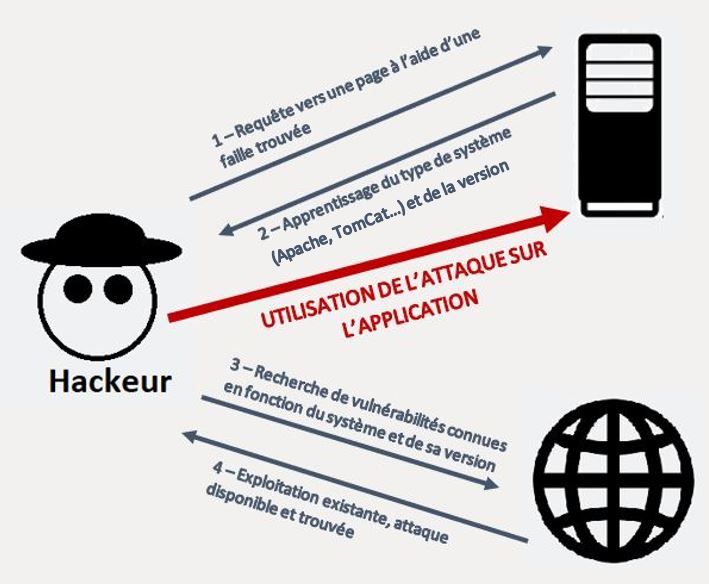 1 – Requête vers une page à l'aide d'une
faille trouvée
2 – Apprentissage du type de système
(Apache, TomCat...) et de la version
UTILISATION DE L'ATTAQUE SUR
L'APPLICATION
Hackeur
3 – Recherche de vulnérabilités connues
en fonction du système et de sa version
4 – Exploitation existante, attaque
disponible et trouvée